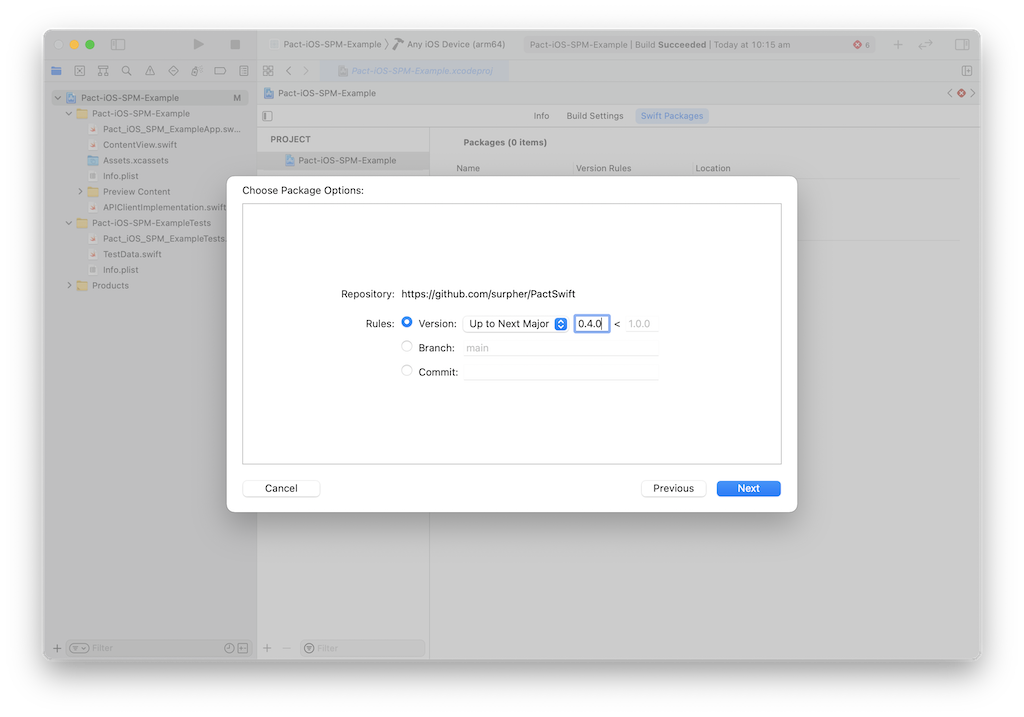 Pact-iOS-SPM-Example 〉 Any iOS Device (arm64)
Pact-iOS-SPM-Example | Build Succeeded | Today at 10:15 am
6
Pact-iOS-SPM-Example.xcodeproj
Pact-iOS-SPM-Example M
Pact-iOS-SPM-Example
Pact-iOS-SPM-Example
Pact_iOS_SPM_ExampleApp.sw...
ContentView.swift
Assets.xcassets
Info.plist
Preview Content
APIClientImplementation.swift
Pact-iOS-SPM-ExampleTests
Pact_iOS_SPM_ExampleTests.
TestData.swift
Info.plist
Products
Info Build Settings Swift Packages
PROJECT
Pact-iOS-SPM-Example
Packages (0 items)
Name Version Rules Location
Choose Package Options:
Repository: https://github.com/surpher/PactSwift
Rules: Version: Up to Next Major 0.4.0 < 1.0.0
Branch: main
Commit:
Cancel Previous Next
Filter
Filter